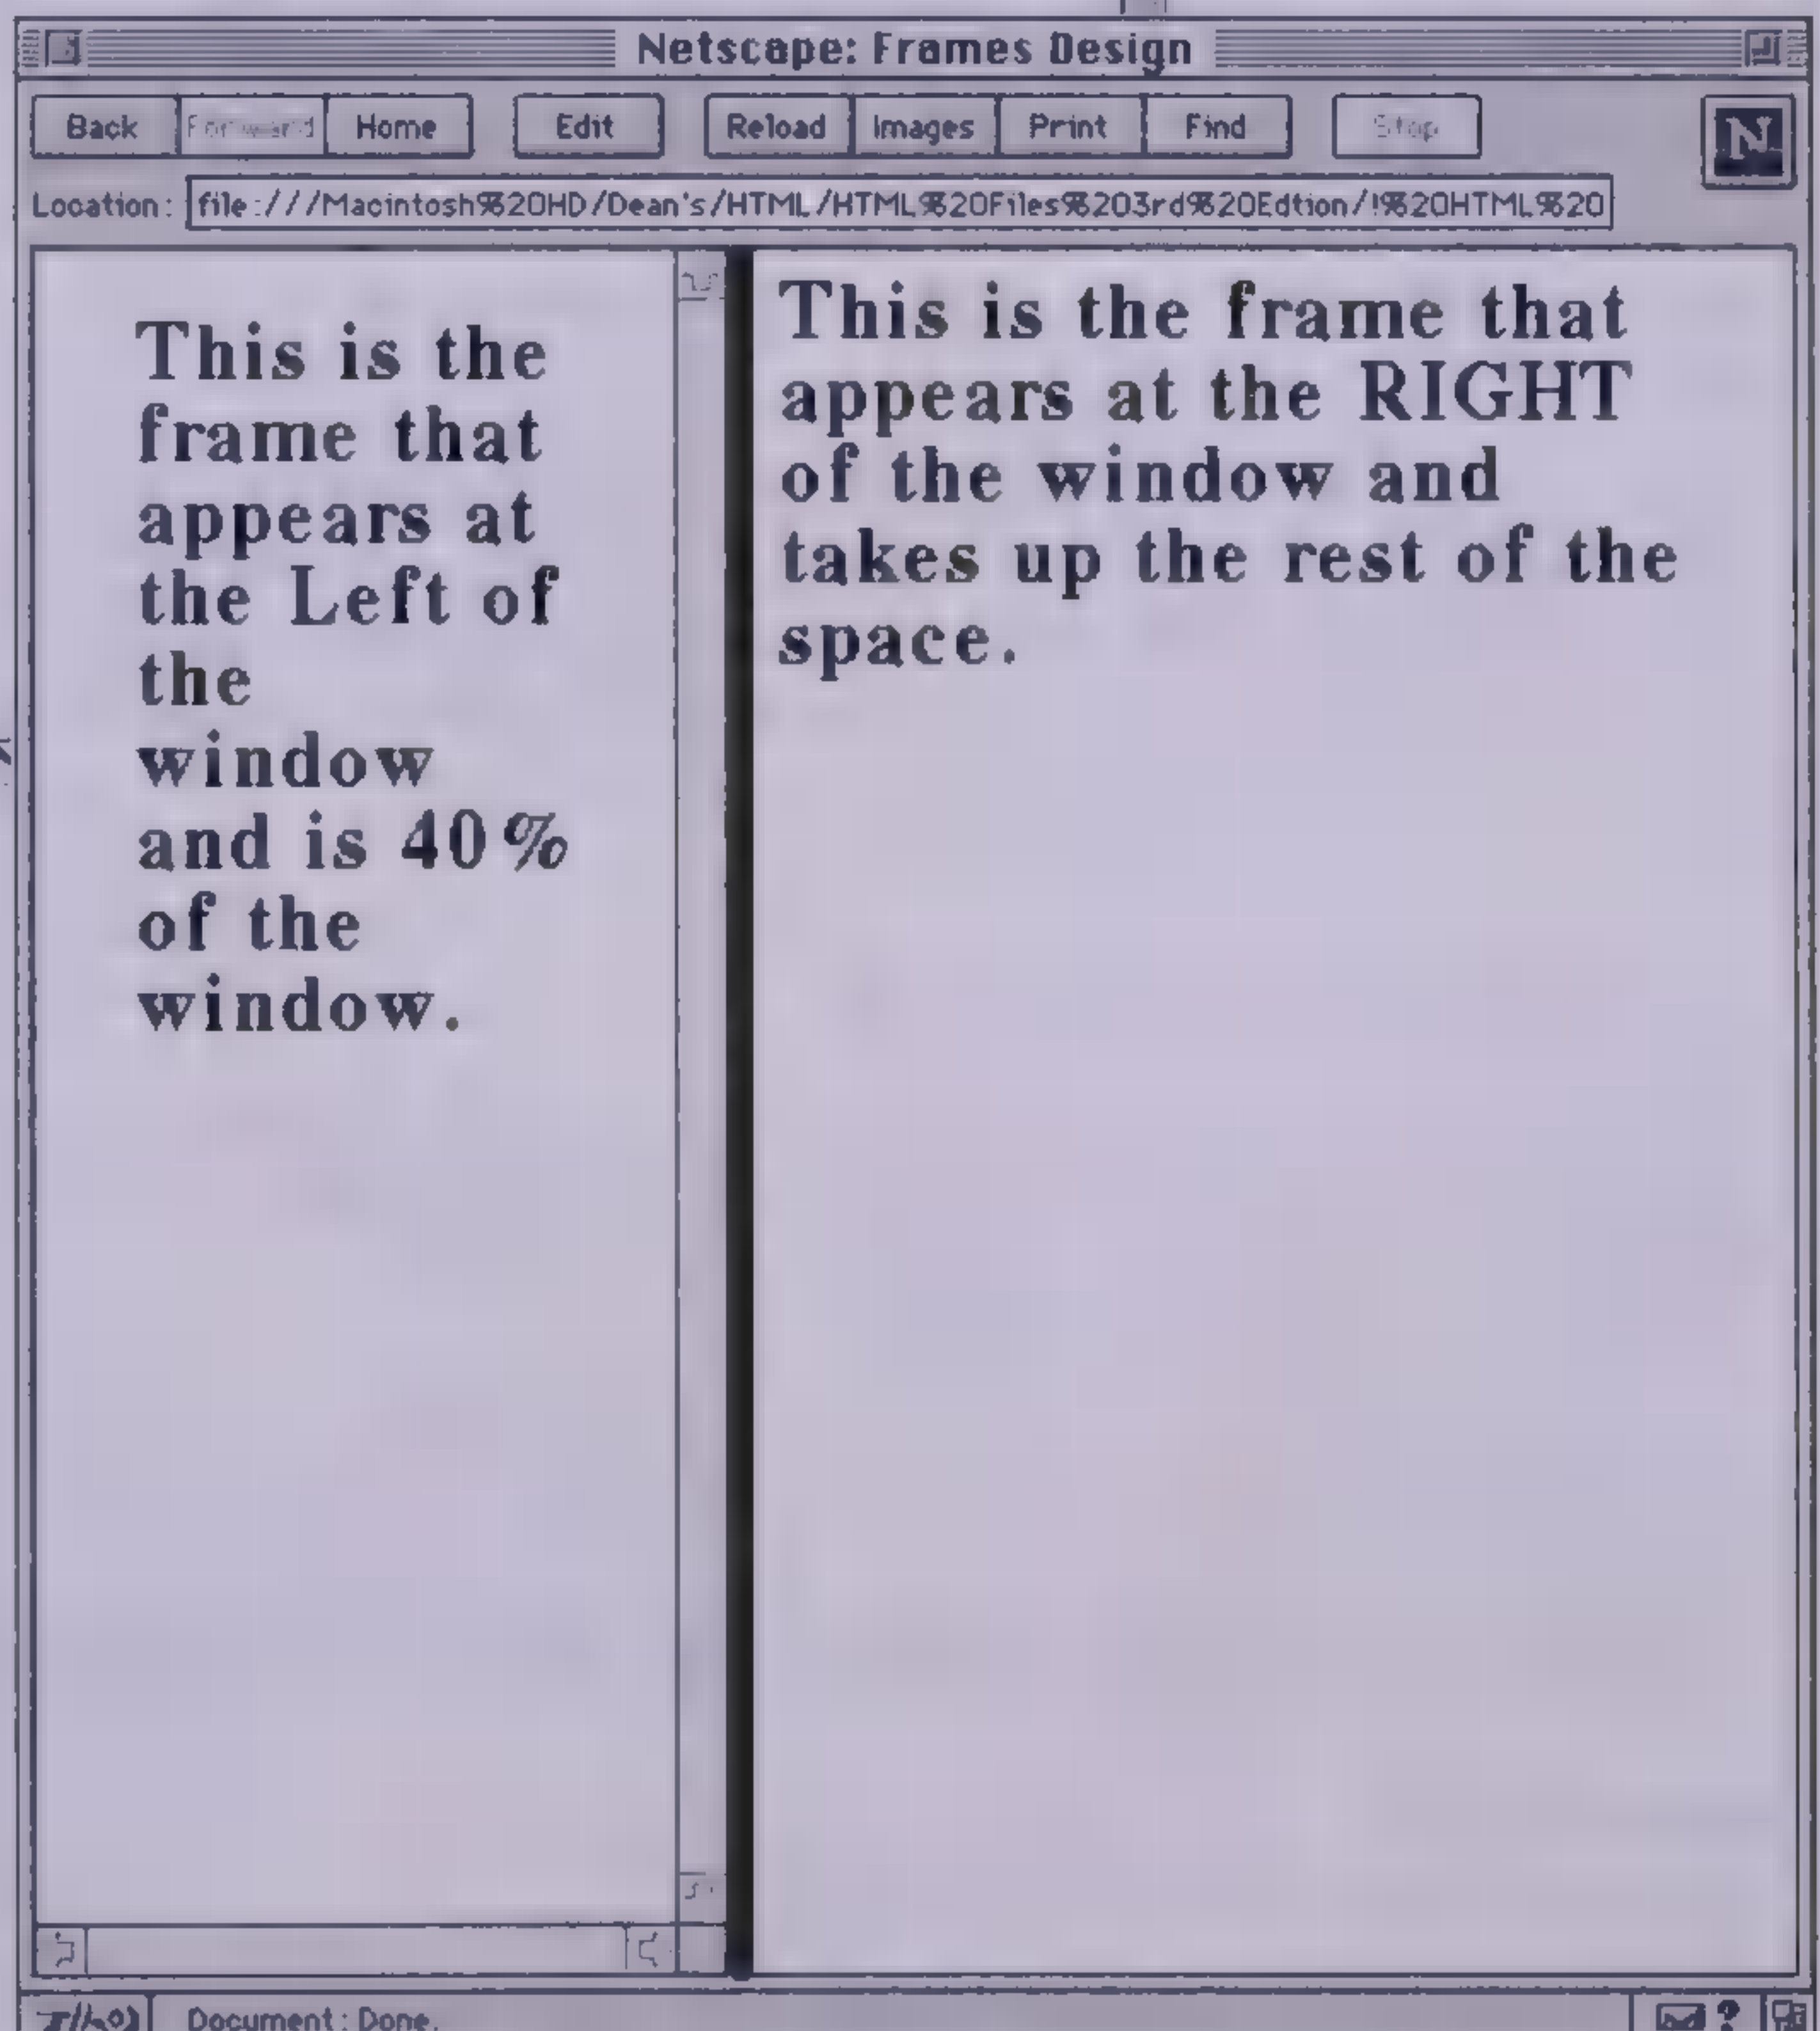 Netscape: Frames Design
Back Forward Home Edit Reload Images Print Find Stop
N
Location: file:///Macintosh%20HD/Dean's/HTML/HTML%20Files%203rd%20Edtion/!%20HTML%20
This is the
frame that
appears at
the Left of
the
window
and is 40%
of the
window.
This is the frame that
appears at the RIGHT
of the window and
takes up the rest of the
space.
Document: Done.
?